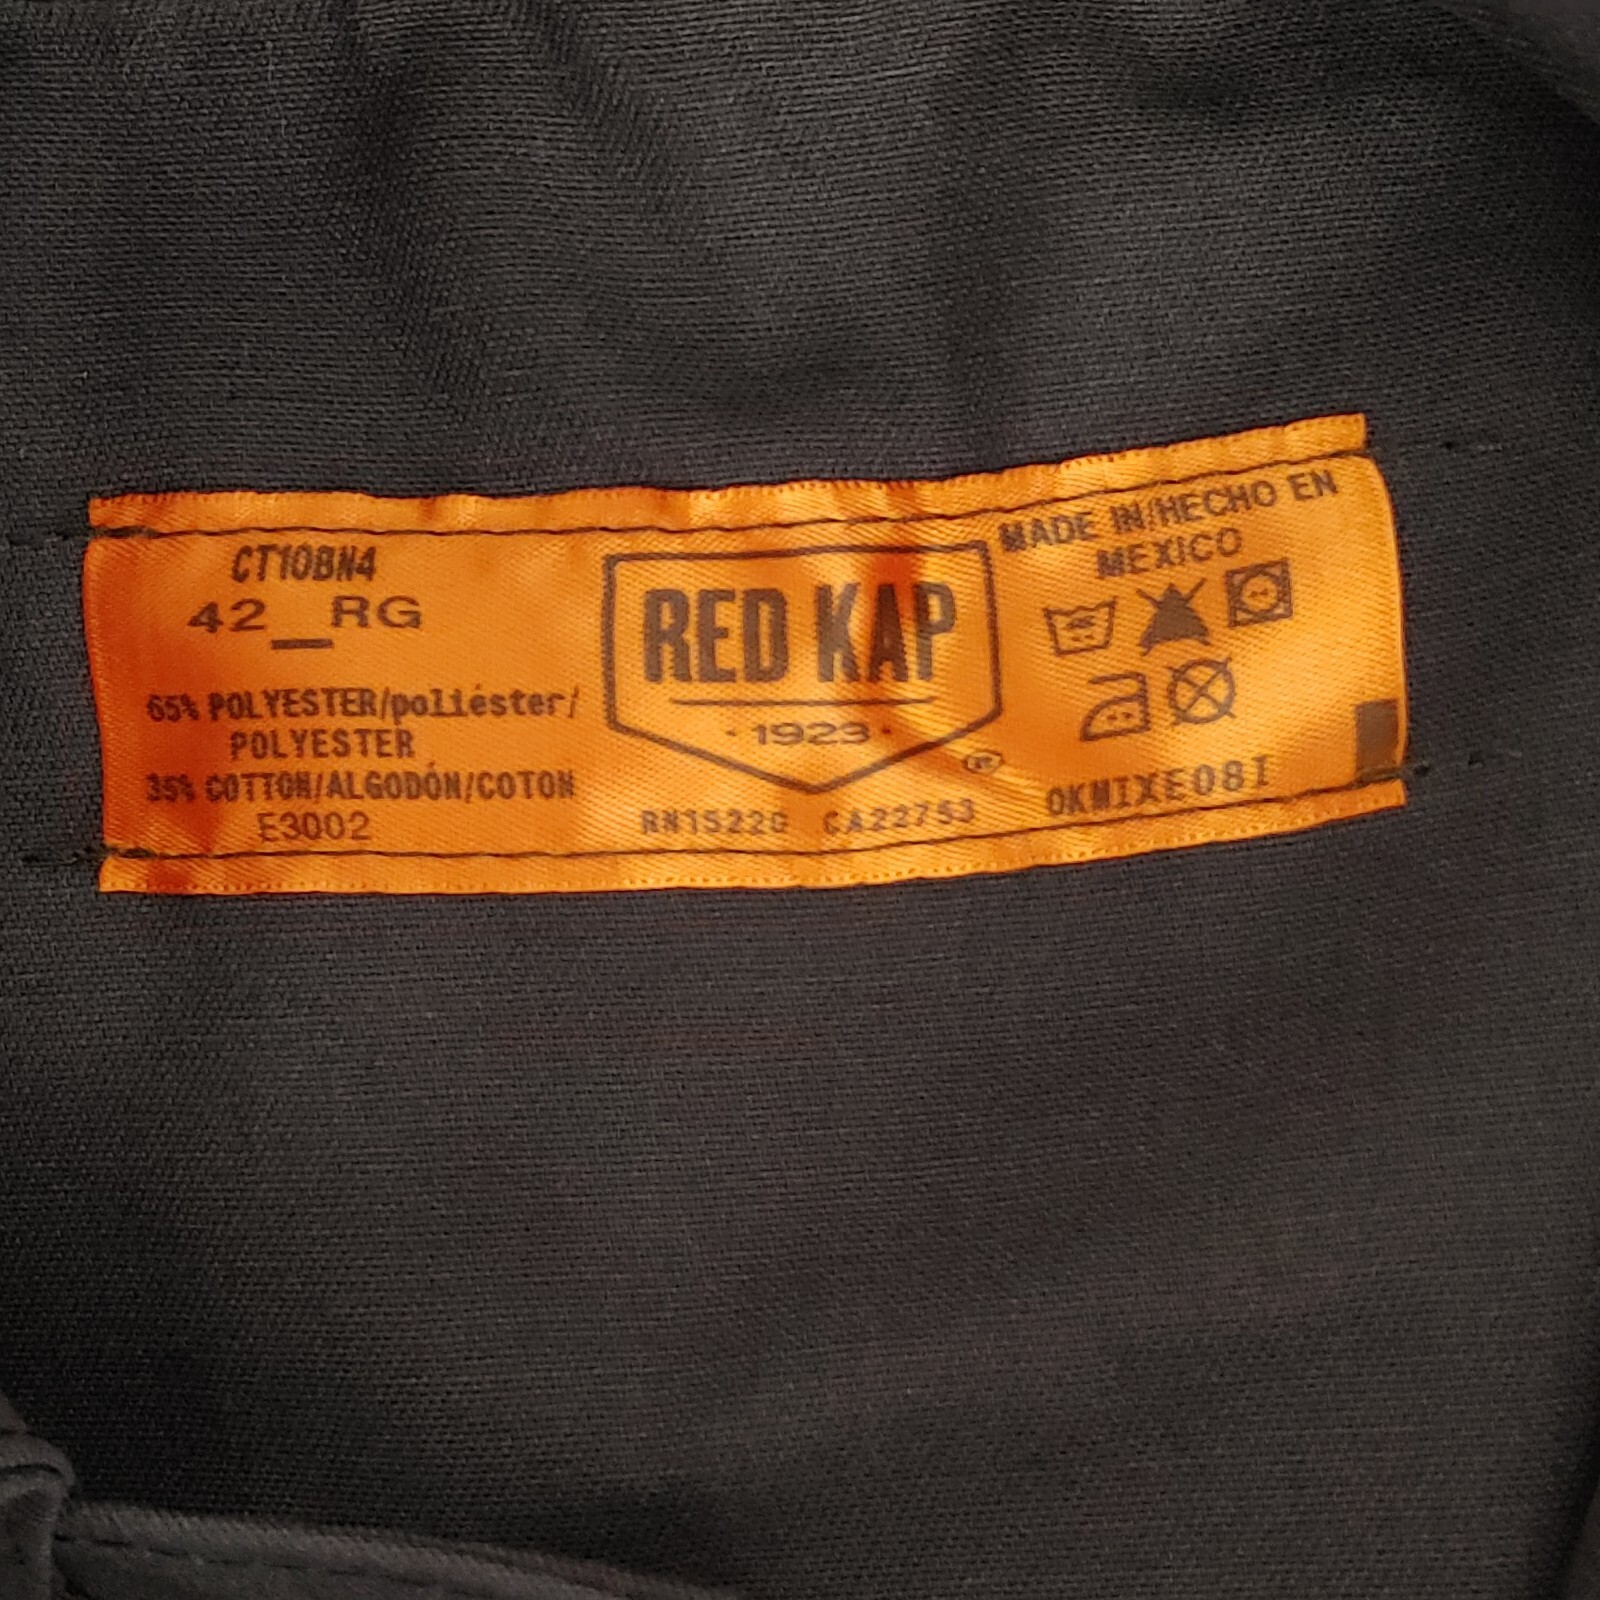 CT10BN4
42_RG
65% POLYESTER/poliéster/
POLYESTER
35% COTTON/ALGODÓN/COTON
E3002
RED KAP
· 1923 ·
®
RN15220 CA22753
MADE IN/HECHO EN
MEXICO
OKMIXE08I